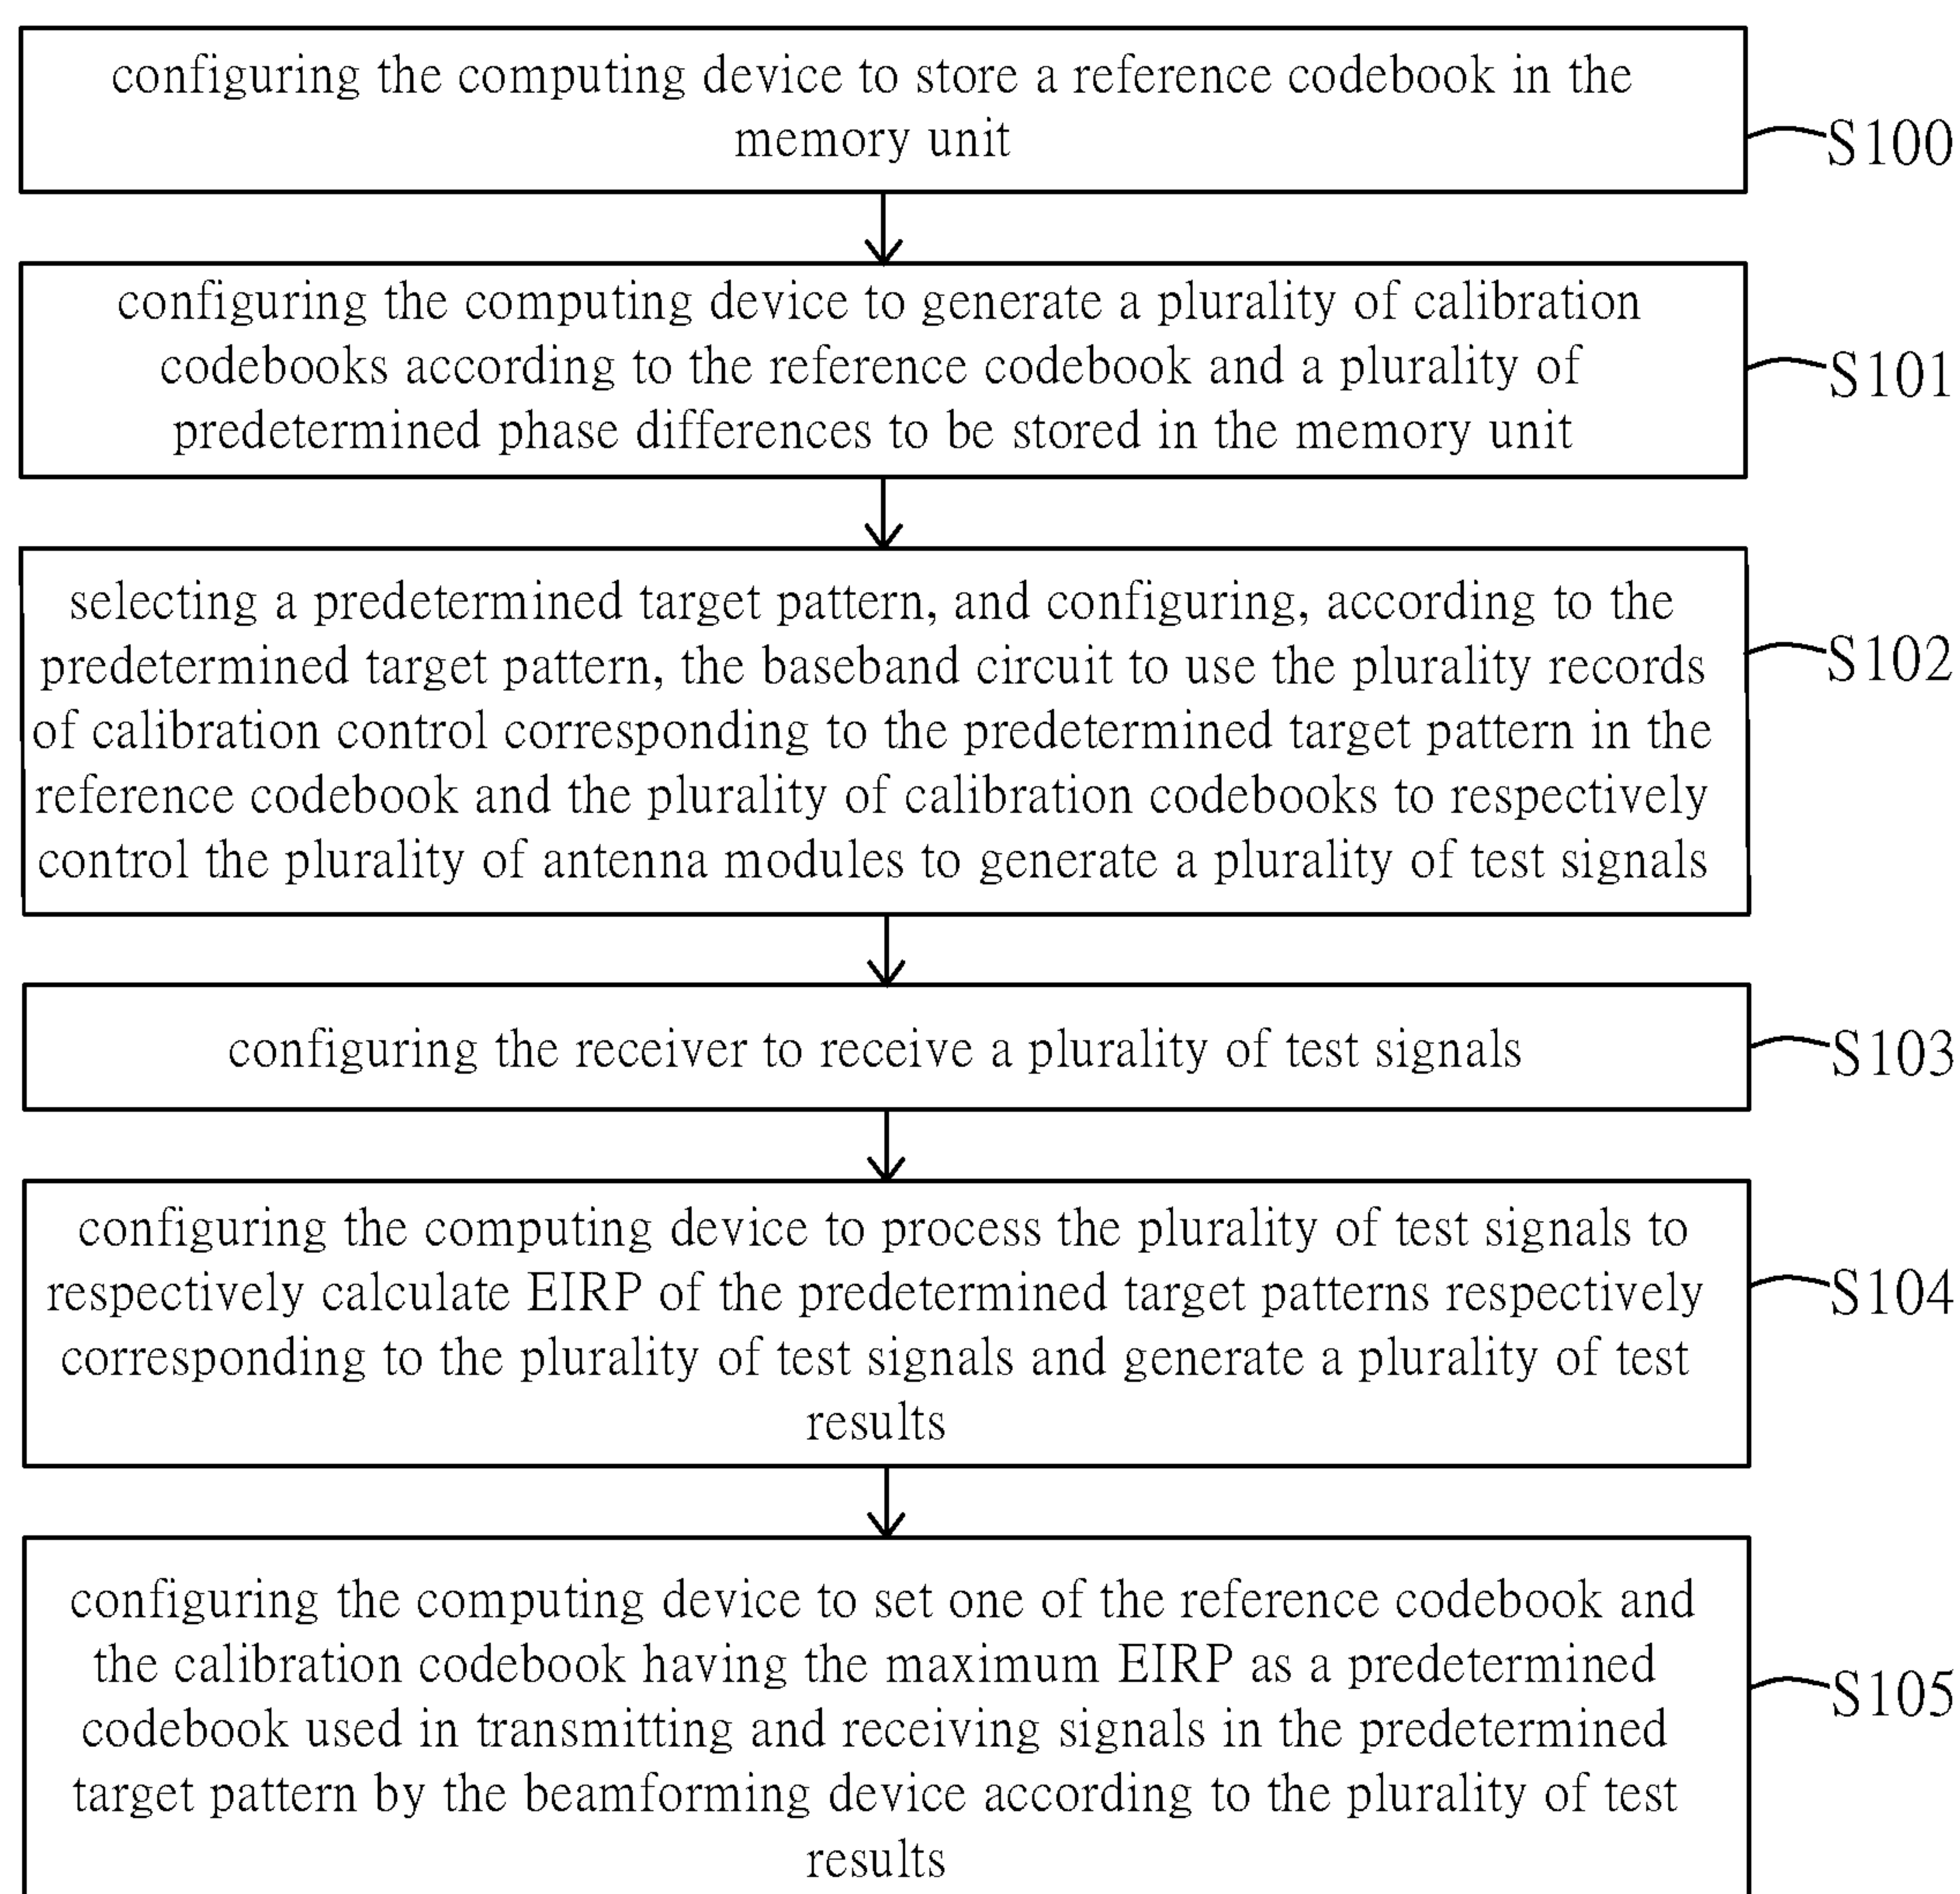 configuring the computing device to store a reference codebook in the
memory unit
S100
configuring the computing device to generate a plurality of calibration
codebooks according to the reference codebook and a plurality of
predetermined phase differences to be stored in the memory unit
S101
selecting a predetermined target pattern, and configuring, according to the
predetermined target pattern, the baseband circuit to use the plurality records
of calibration control corresponding to the predetermined target pattern in the
reference codebook and the plurality of calibration codebooks to respectively
control the plurality of antenna modules to generate a plurality of test signals
S102
configuring the receiver to receive a plurality of test signals
S103
configuring the computing device to process the plurality of test signals to
respectively calculate EIRP of the predetermined target patterns respectively
corresponding to the plurality of test signals and generate a plurality of test
results
S104
configuring the computing device to set one of the reference codebook and
the calibration codebook having the maximum EIRP as a predetermined
codebook used in transmitting and receiving signals in the predetermined
target pattern by the beamforming device according to the plurality of test
results
S105